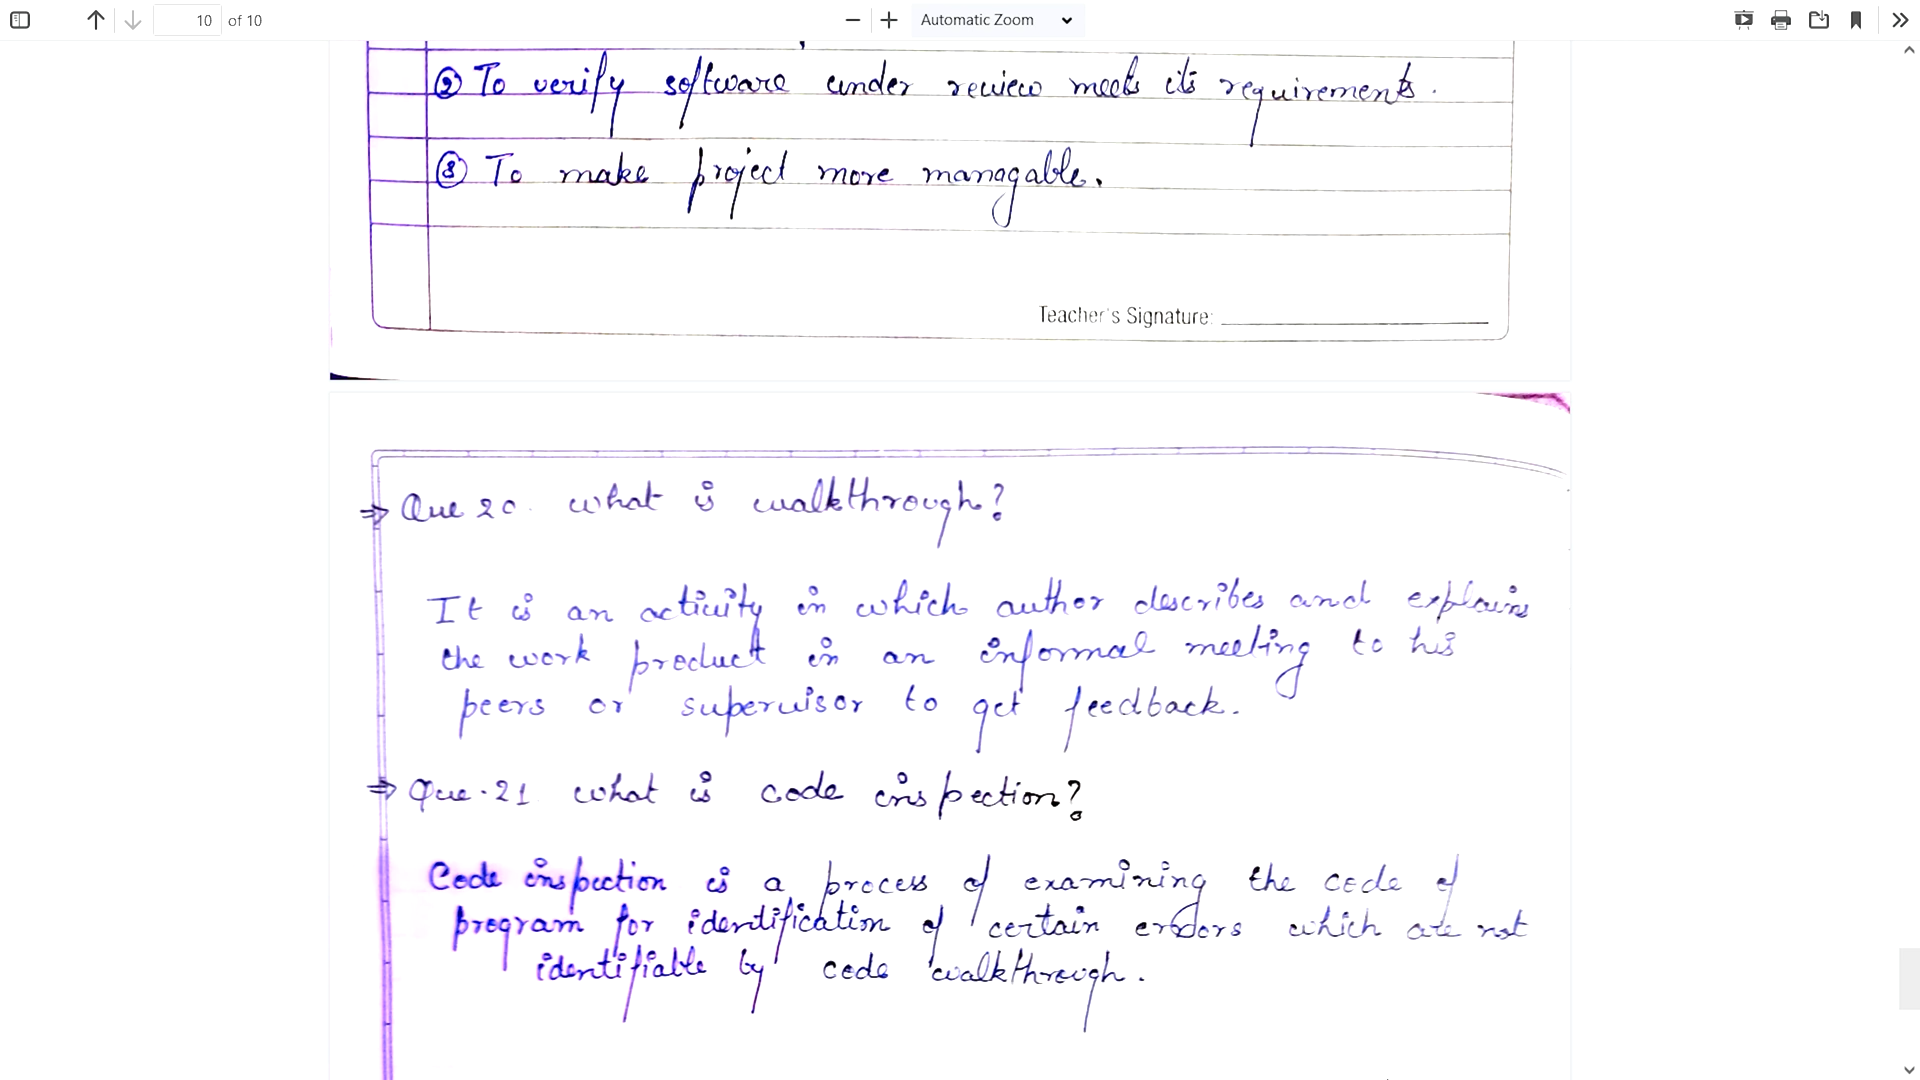 10 of 10 Automatic Zoom
② To verify software under review meets its requirements.
③ To make project more managable.
Teacher's Signature:
⇒ Que 20. what is walkthrough?
It is an activity in which author describes and explains
the work product in an informal meeting to his
peers or supervisor to get feedback.
⇒ Que.21 what is code inspection?
Code inspection is a process of examining the code of
program for identification of certain errors which are not
identifiable by code walkthrough.